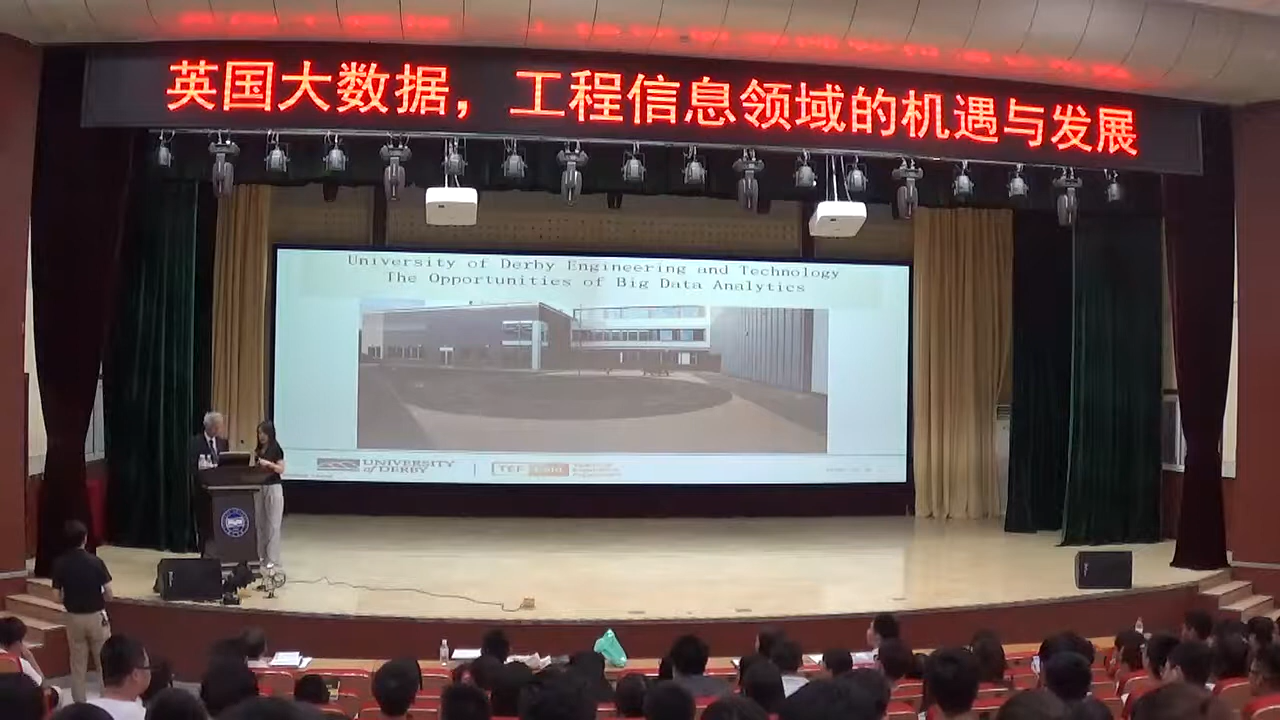 英国大数据，工程信息领域的机遇与发展
University of Derby Engineering and Technology
The Opportunities of Big Data Analytics
UNIVERSITY
of DERBY
TEF Gold